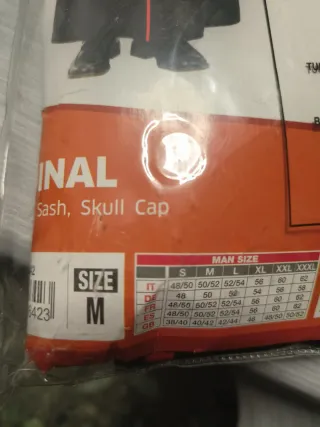 INAL
Sash, Skull Cap
M
SIZE
M
3423
MAN SIZE
S M L XL XXL XXXL
IT 48/50 50/52 52/54 56 60 62
DE 48 50 52 54 56 58
FR 48/50 50/52 52/54 56 60 62
ES 48/50 50/52 52/54 56 60 62
GB 38/40 40/42 42/44 46 48/50 50/52